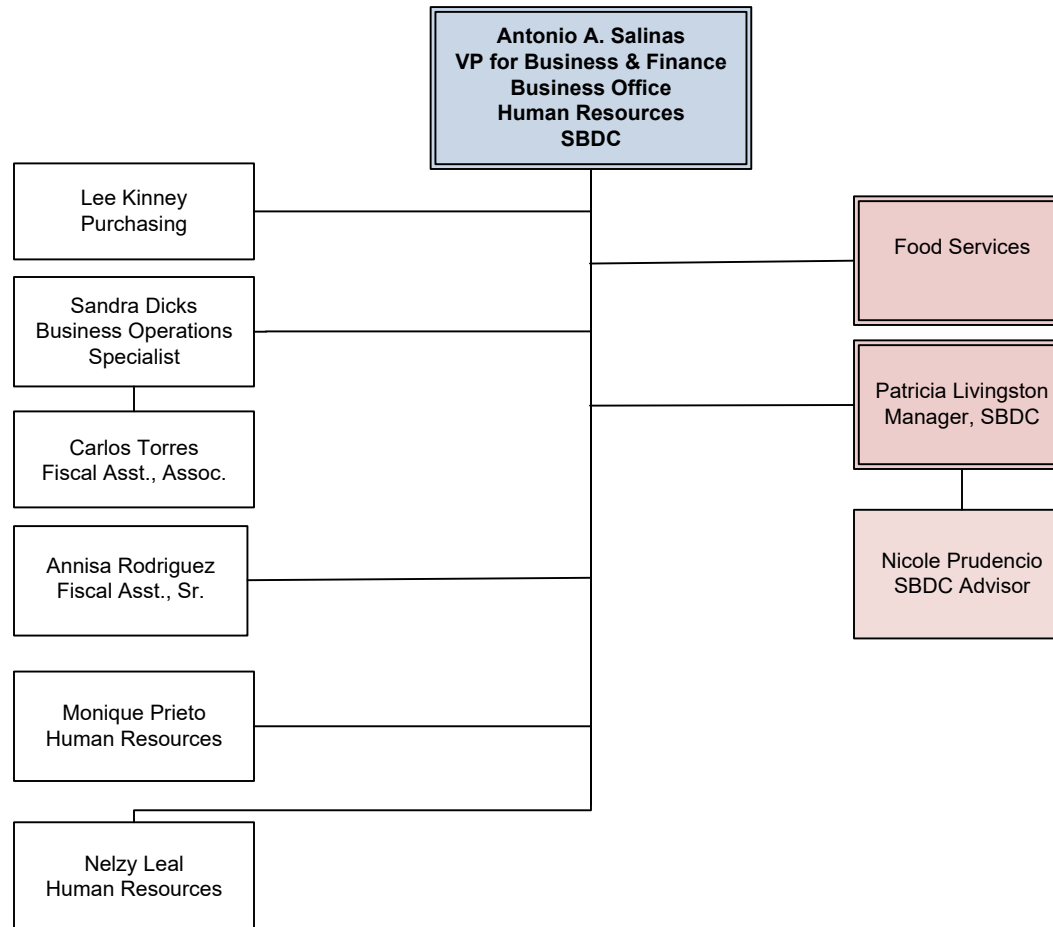 Antonio A. Salinas
VP for Business & Finance
Business Office
Human Resources
SBDC
Lee Kinney
Purchasing
Food Services
Sandra Dicks
Business Operations
Specialist
Patricia Livingston
Manager, SBDC
Carlos Torres
Fiscal Asst., Assoc.
Annisa Rodriguez
Fiscal Asst., Sr.
Nicole Prudencio
SBDC Advisor
Monique Prieto
Human Resources
Nelzy Leal
Human Resources